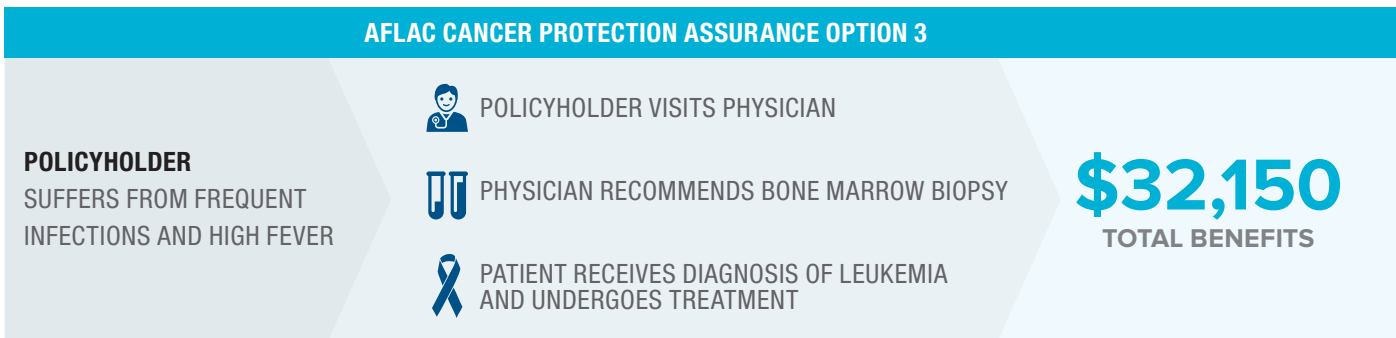 AFLAC CANCER PROTECTION ASSURANCE OPTION 3
POLICYHOLDER
SUFFERS FROM FREQUENT
INFECTIONS AND HIGH FEVER
POLICYHOLDER VISITS PHYSICIAN
PHYSICIAN RECOMMENDS BONE MARROW BIOPSY
PATIENT RECEIVES DIAGNOSIS OF LEUKEMIA
AND UNDERGOES TREATMENT
$32,150
TOTAL BENEFITS